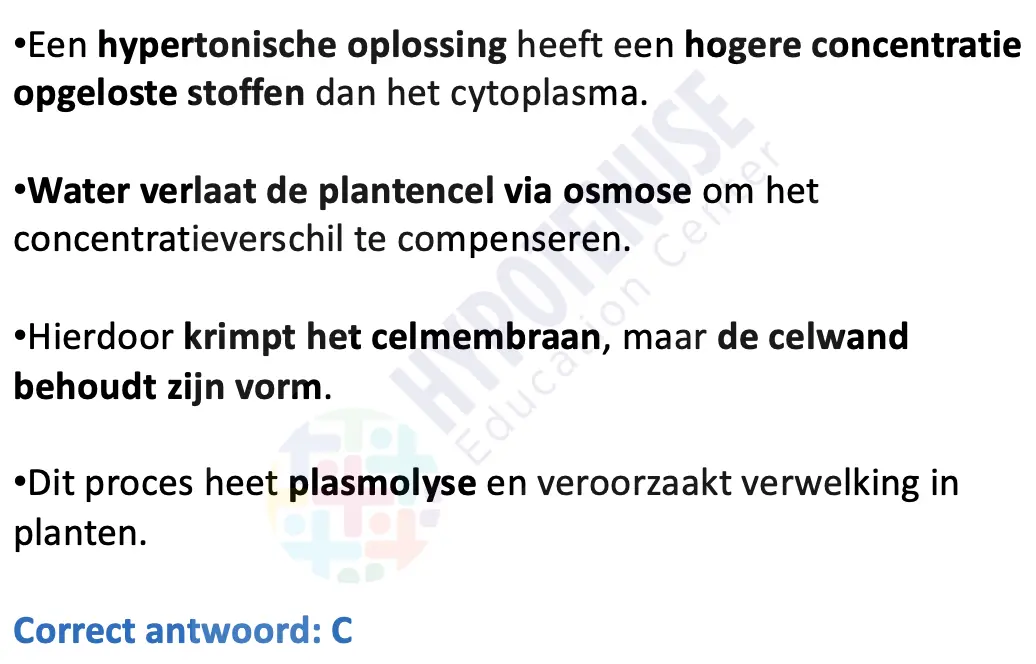 •Een hypertonische oplossing heeft een hogere concentratie
opgeloste stoffen dan het cytoplasma.
•Water verlaat de plantencel via osmose om het
concentratieverschil te compenseren.
•Hierdoor krimpt het celmembraan, maar de celwand
behoudt zijn vorm.
•Dit proces heet plasmolyse en veroorzaakt verwelking in
planten.
Correct antwoord: C
HYPOTENUSE
Education Center